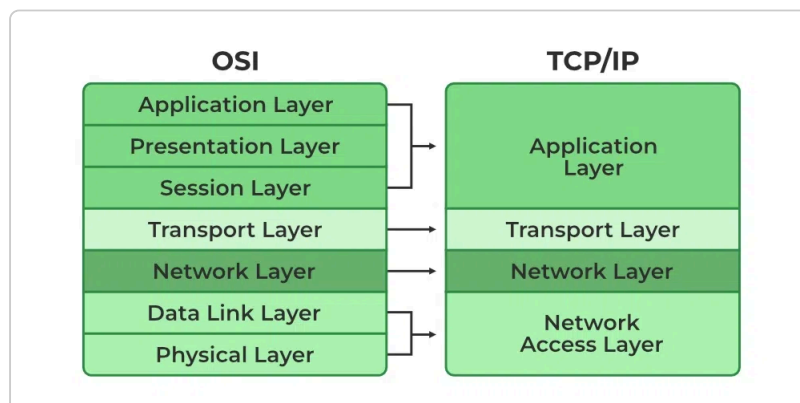 OSI
TCP/IP
Application Layer
Presentation Layer
Session Layer
Transport Layer
Network Layer
Data Link Layer
Physical Layer
Application
Layer
Transport Layer
Network Layer
Network
Access Layer